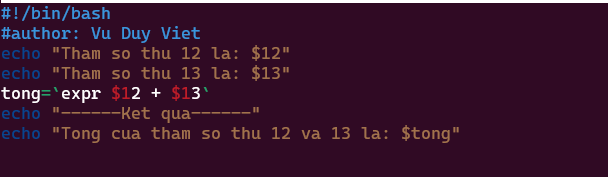 #!/bin/bash
#author: Vu Duy Viet
echo "Tham so thu 12 la: $12"
echo "Tham so thu 13 la: $13"
tong=`expr $12 + $13`
echo "------Ket qua------"
echo "Tong cua tham so thu 12 va 13 la: $tong"